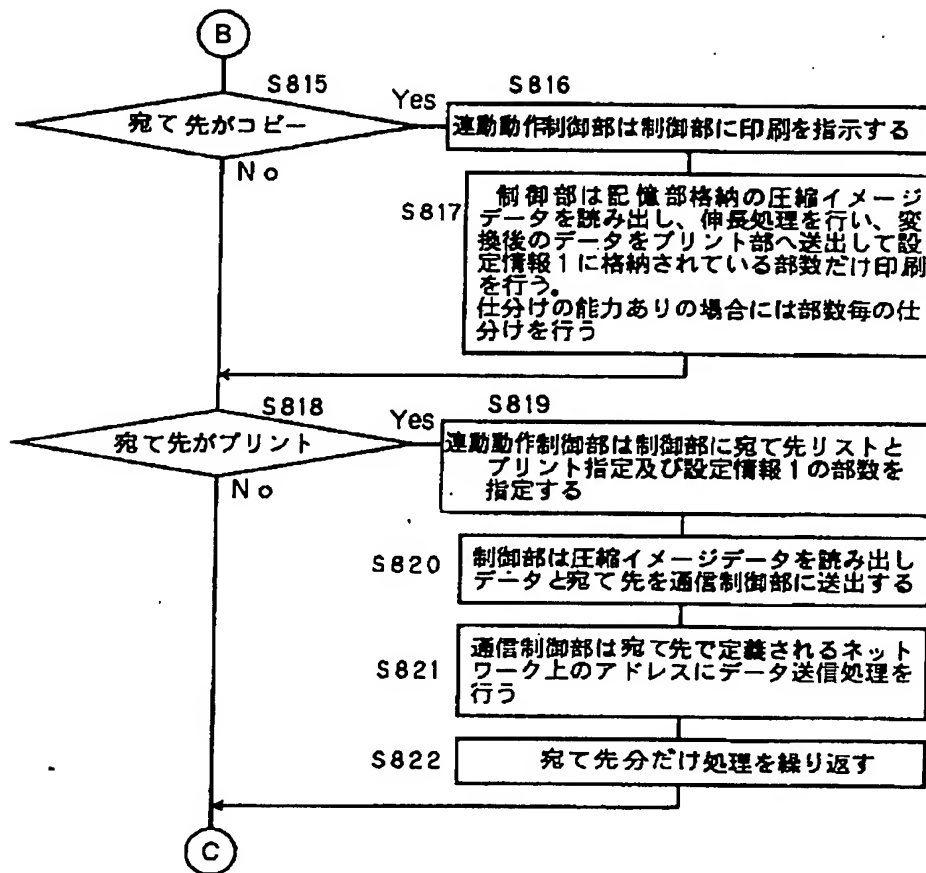 B
S815
宛て先がコピー
Yes
No
S816
連動動作制御部は制御部に印刷を指示する
S817
制御部は記憶部格納の圧縮イメージ
データを読み出し、伸長処理を行い、変
換後のデータをプリント部へ送出して設
定情報1に格納されている部数だけ印刷
を行う。
仕分けの能力ありの場合には部数毎の仕
分けを行う
S818
宛て先がプリント
Yes
No
S819
連動動作制御部は制御部に宛て先リストと
プリント指定及び設定情報1の部数を
指定する
S820
制御部は圧縮イメージデータを読み出し
データと宛て先を通信制御部に送出する
S821
通信制御部は宛て先で定義されるネット
ワーク上のアドレスにデータ送信処理を
行う
S822
宛て先分だけ処理を繰り返す
C